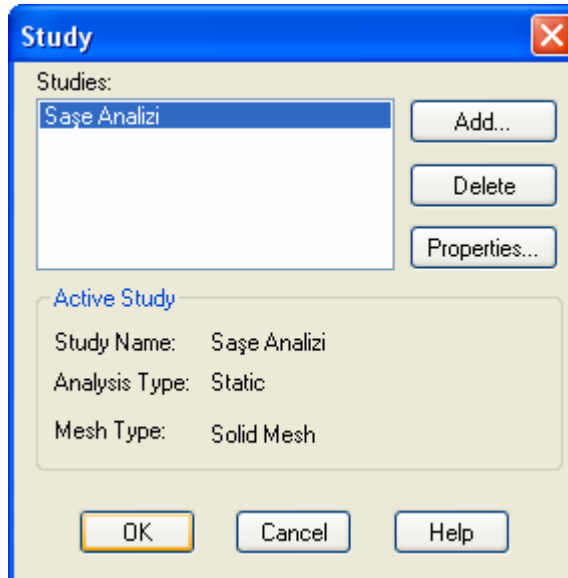 Study
Studies:
Saşe Analizi
Add...
Delete
Properties...
Active Study
Study Name: Saşe Analizi
Analysis Type: Static
Mesh Type: Solid Mesh
OK Cancel Help